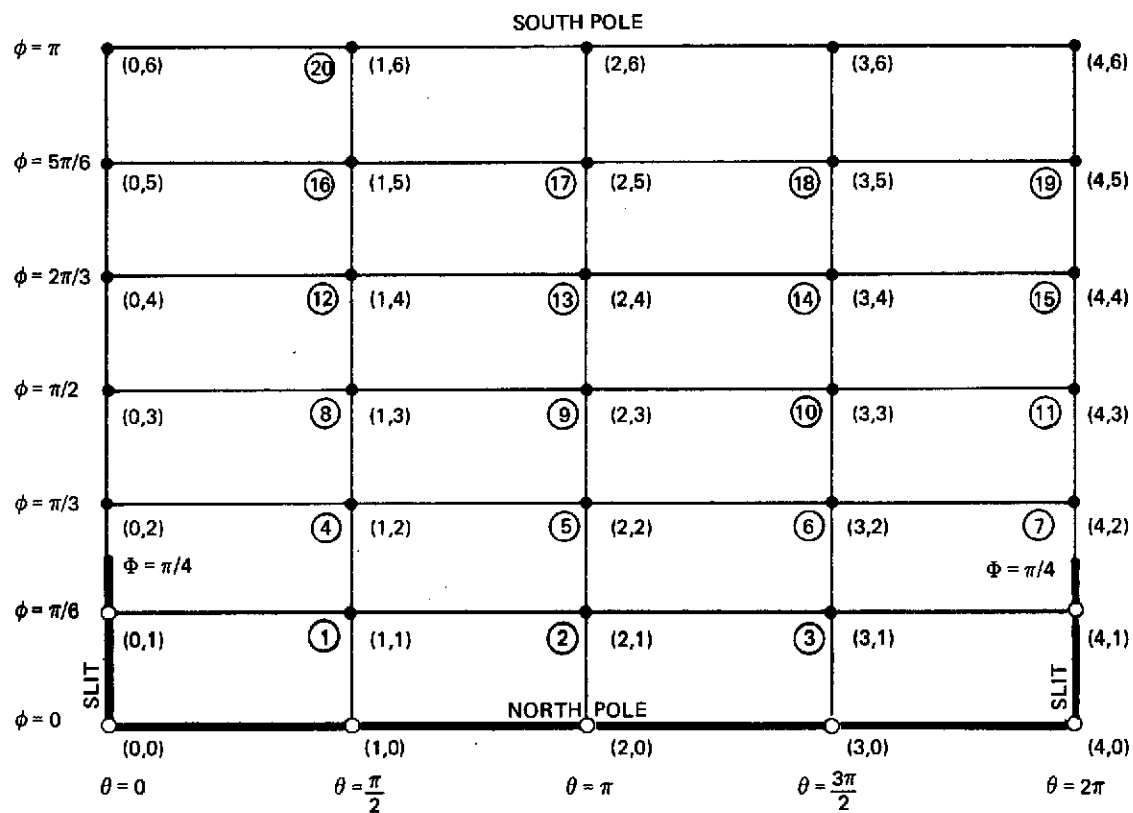 SOUTH POLE
ϕ = π
(0,6) 20 (1,6) (2,6) (3,6) (4,6)
ϕ = 5π/6
(0,5) 16 (1,5) 17 (2,5) 18 (3,5) 19 (4,5)
ϕ = 2π/3
(0,4) 12 (1,4) 13 (2,4) 14 (3,4) 15 (4,4)
ϕ = π/2
(0,3) 8 (1,3) 9 (2,3) 10 (3,3) 11 (4,3)
ϕ = π/3
(0,2) 4 (1,2) 5 (2,2) 6 (3,2) 7 (4,2)
Φ = π/4 Φ = π/4
ϕ = π/6
(0,1) 1 (1,1) 2 (2,1) 3 (3,1) (4,1)
SLIT SLIT
ϕ = 0 NORTH POLE
(0,0) (1,0) (2,0) (3,0) (4,0)
θ = 0 θ = π/2 θ = π θ = 3π/2 θ = 2π